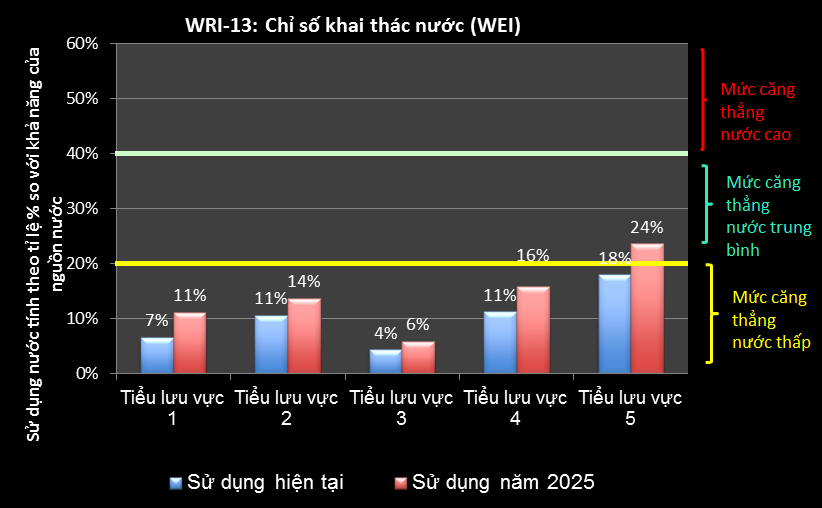 WRI-13: Chỉ số khai thác nước (WEI)
Sử dụng nước tính theo tỉ lệ % so với khả năng của
nguồn nước
60%
50%
40%
30%
20%
10%
0%
7%
11%
11%
14%
4%
6%
11%
16%
18%
24%
Tiểu lưu vực
1
Tiểu lưu vực
2
Tiểu lưu vực
3
Tiểu lưu vực
4
Tiểu lưu vực
5
Mức căng
thẳng
nước cao
Mức căng
thẳng
nước trung
bình
Mức căng
thẳng
nước thấp
Sử dụng hiện tại
Sử dụng năm 2025